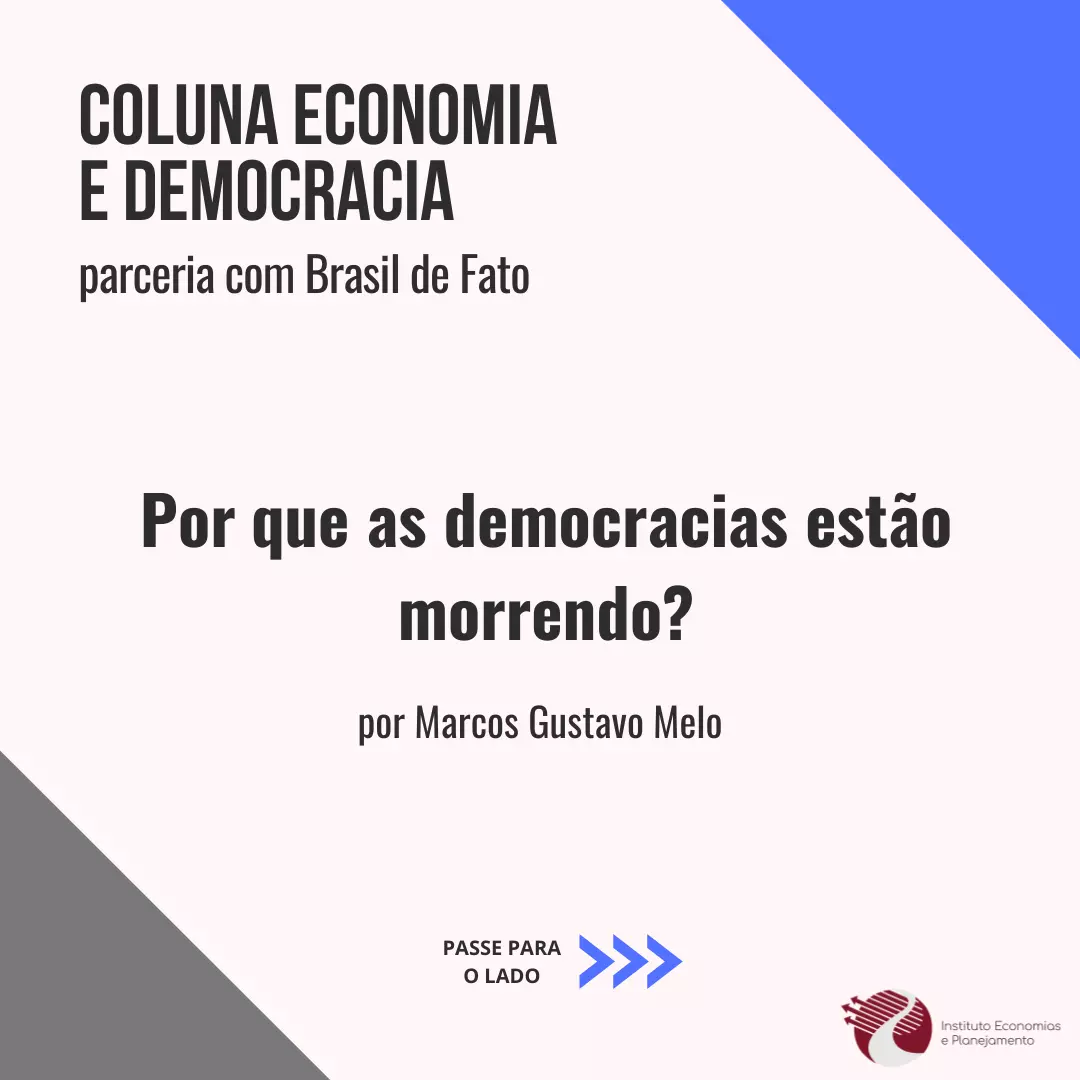 COLUNA ECONOMIA
E DEMOCRACIA
parceria com Brasil de Fato
Por que as democracias estão
morrendo?
por Marcos Gustavo Melo
PASSE PARA
O LADO
Instituto Economias
e Planejamento